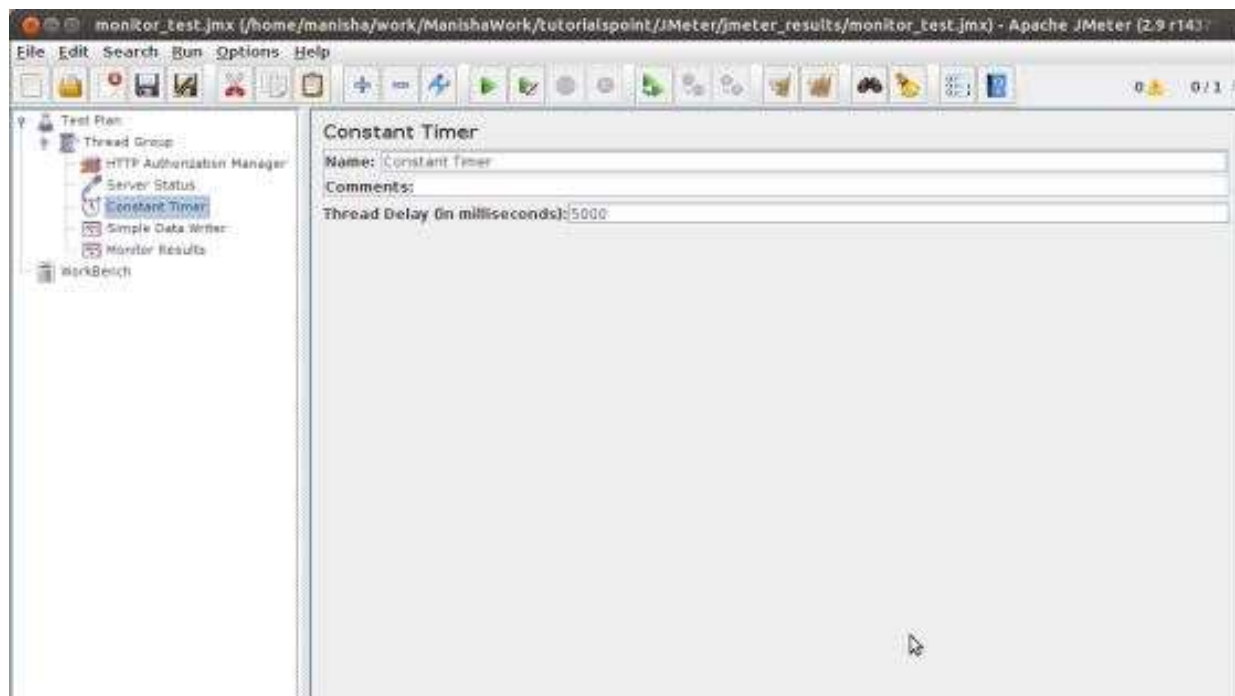 monitor_test.jmx (/home/manisha/work/ManishaWork/tutorialspoint/JMeter/jmeter_results/monitor_test.jmx) - Apache JMeter (2.9 r1437
File Edit Search Run Options Help
0 0/1
Test Plan
Thread Group
HTTP Authorization Manager
Server Status
Constant Timer
Simple Data Writer
Monitor Results
WorkBench
Constant Timer
Name: Constant Timer
Comments:
Thread Delay (in milliseconds): 5000